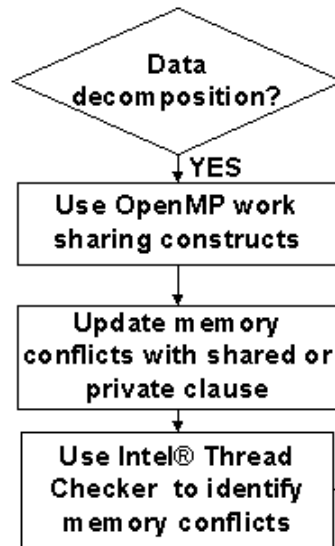 Data
decomposition?
YES
Use OpenMP work
sharing constructs
Update memory
conflicts with shared or
private clause
Use Intel® Thread
Checker to identify
memory conflicts